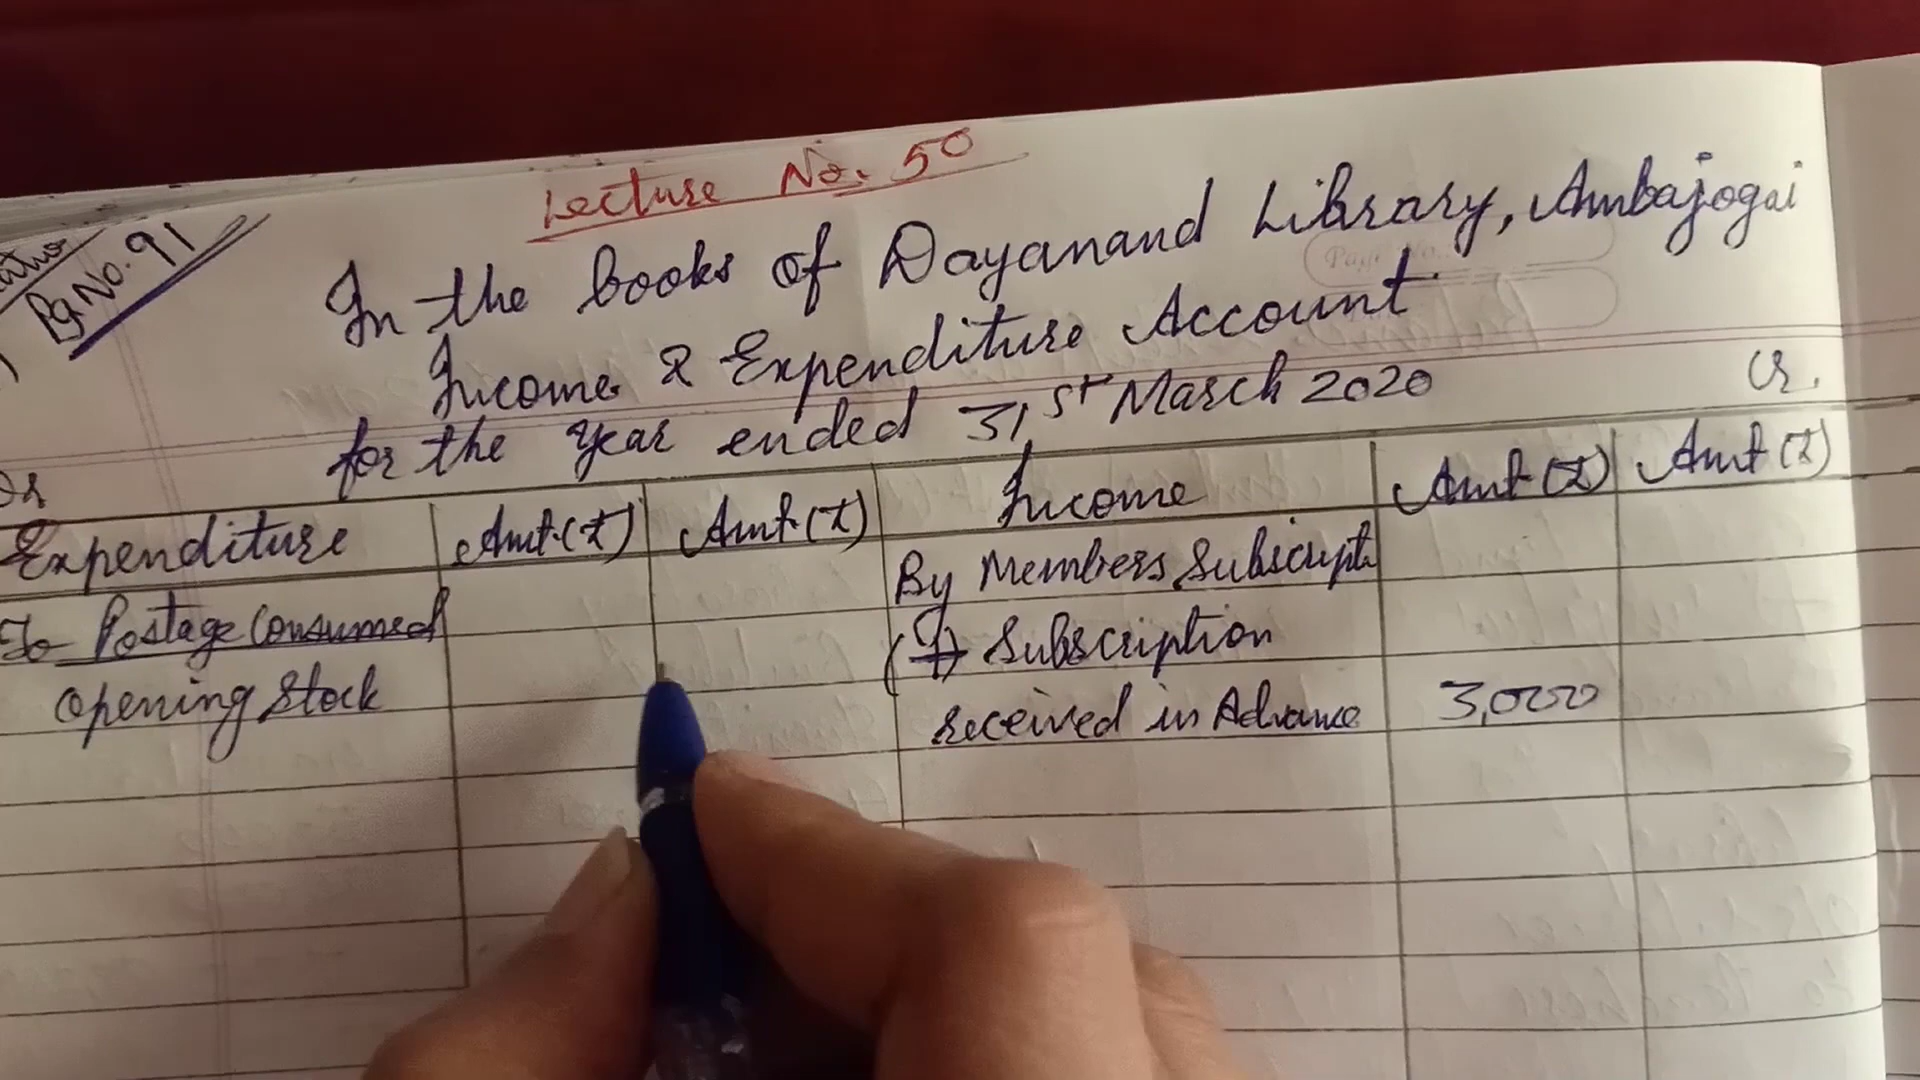 Lecture No. 50
Pg No. 91
In the books of Dayanand Library, Ambajogai
Income & Expenditure Account
for the Year ended 31st March 2020
Dr Cr.
Expenditure Amt.(₹) Amt.(₹) Income Amt(₹) Amt(₹)
To Postage Consumed By Members Subscript
Opening Stock (+) Subscription
received in Advance 3,000